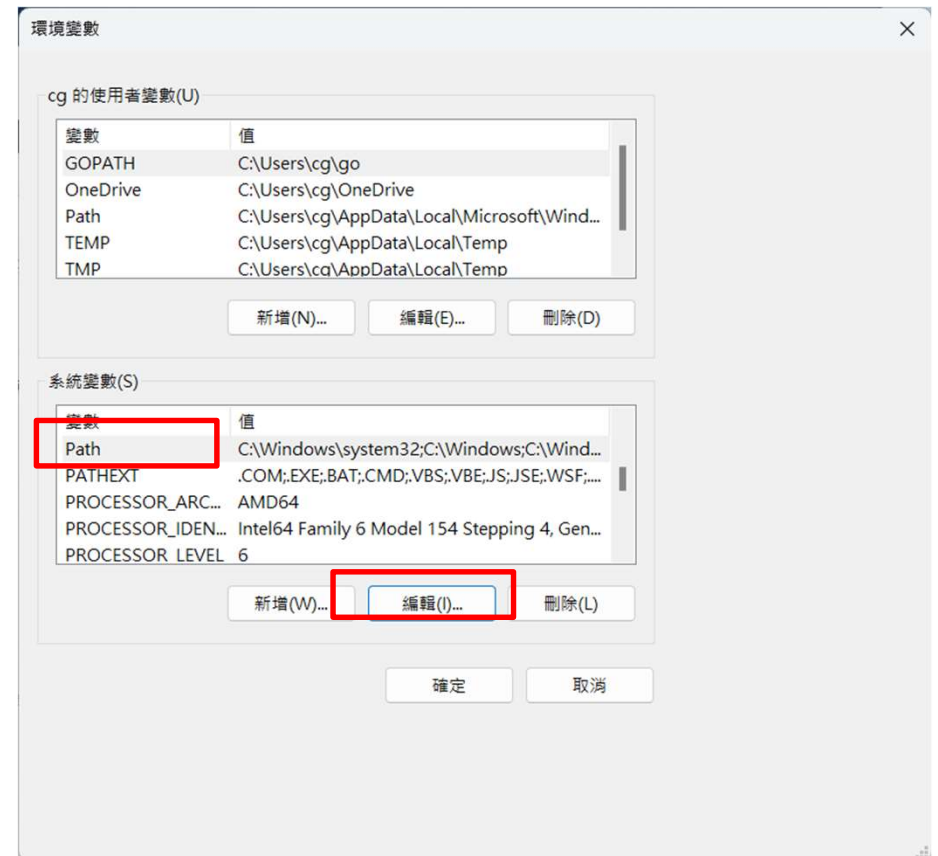 環境變數
cg 的使用者變數(U)
變數 值
GOPATH C:\Users\cg\go
OneDrive C:\Users\cg\OneDrive
Path C:\Users\cg\AppData\Local\Microsoft\Wind...
TEMP C:\Users\cg\AppData\Local\Temp
TMP C:\Users\cg\AppData\Local\Temp
新增(N)... 編輯(E)... 刪除(D)
系統變數(S)
變數 值
Path C:\Windows\system32;C:\Windows;C:\Wind...
PATHEXT .COM;.EXE;.BAT;.CMD;.VBS;.VBE;.JS;.JSE;.WSF;....
PROCESSOR_ARC... AMD64
PROCESSOR_IDEN... Intel64 Family 6 Model 154 Stepping 4, Gen...
PROCESSOR_LEVEL 6
新增(W)... 編輯(I)... 刪除(L)
確定 取消